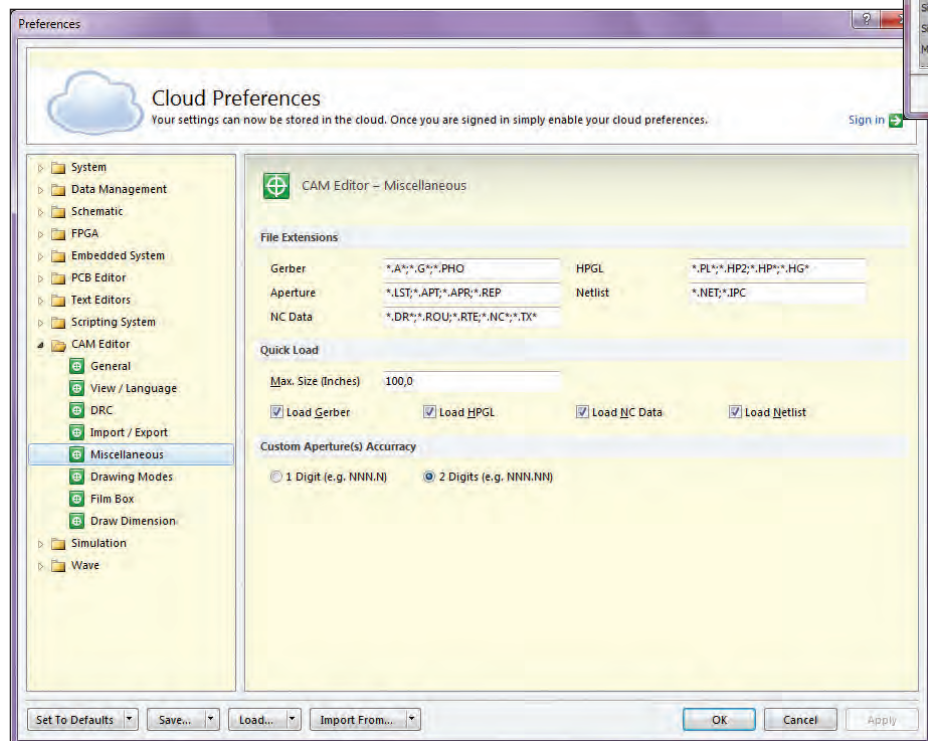 Preferences
Cloud Preferences
Your settings can now be stored in the cloud. Once you are signed in simply enable your cloud preferences.
Sign in
System
Data Management
Schematic
FPGA
Embedded System
PCB Editor
Text Editors
Scripting System
CAM Editor
General
View / Language
DRC
Import / Export
Miscellaneous
Drawing Modes
Film Box
Draw Dimension
Simulation
Wave
CAM Editor – Miscellaneous
File Extensions
Gerber *.A*;*.G*;*.PHO HPGL *.PL*;*.HP2;*.HP*;*.HG*
Aperture *.LST;*.APT;*.APR;*.REP Netlist *.NET;*.IPC
NC Data *.DR*;*.ROU;*.RTE;*.NC*;*.TX*
Quick Load
Max. Size (Inches) 100,0
Load Gerber Load HPGL Load NC Data Load Netlist
Custom Aperture(s) Accurracy
1 Digit (e.g. NNN.N) 2 Digits (e.g. NNN.NN)
Set To Defaults Save... Load... Import From... OK Cancel Apply